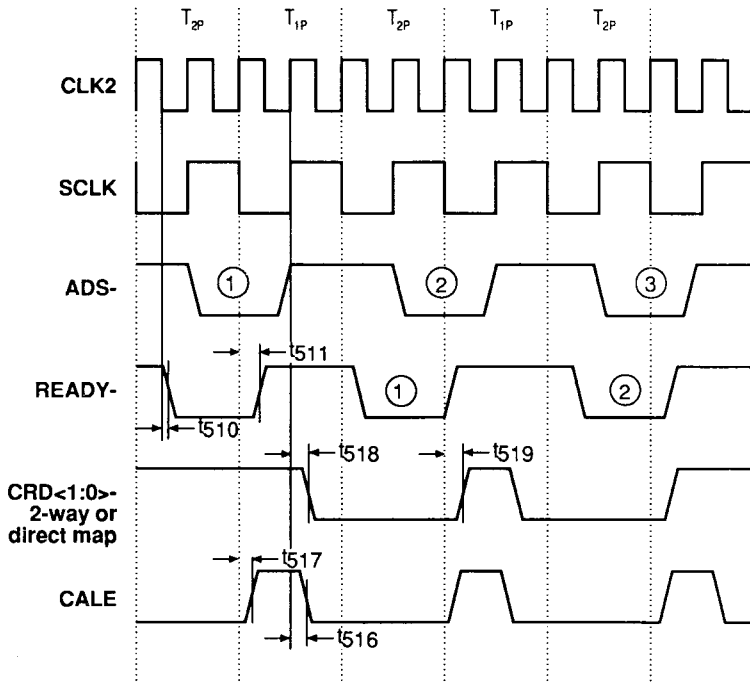 T2P T1P T2P T1P T2P
CLK2
SCLK
ADS-
1 2 3
t511
READY-
1 2
t510
t518 t519
CRD<1:0>-
2-way or
direct map
t517
CALE
t516